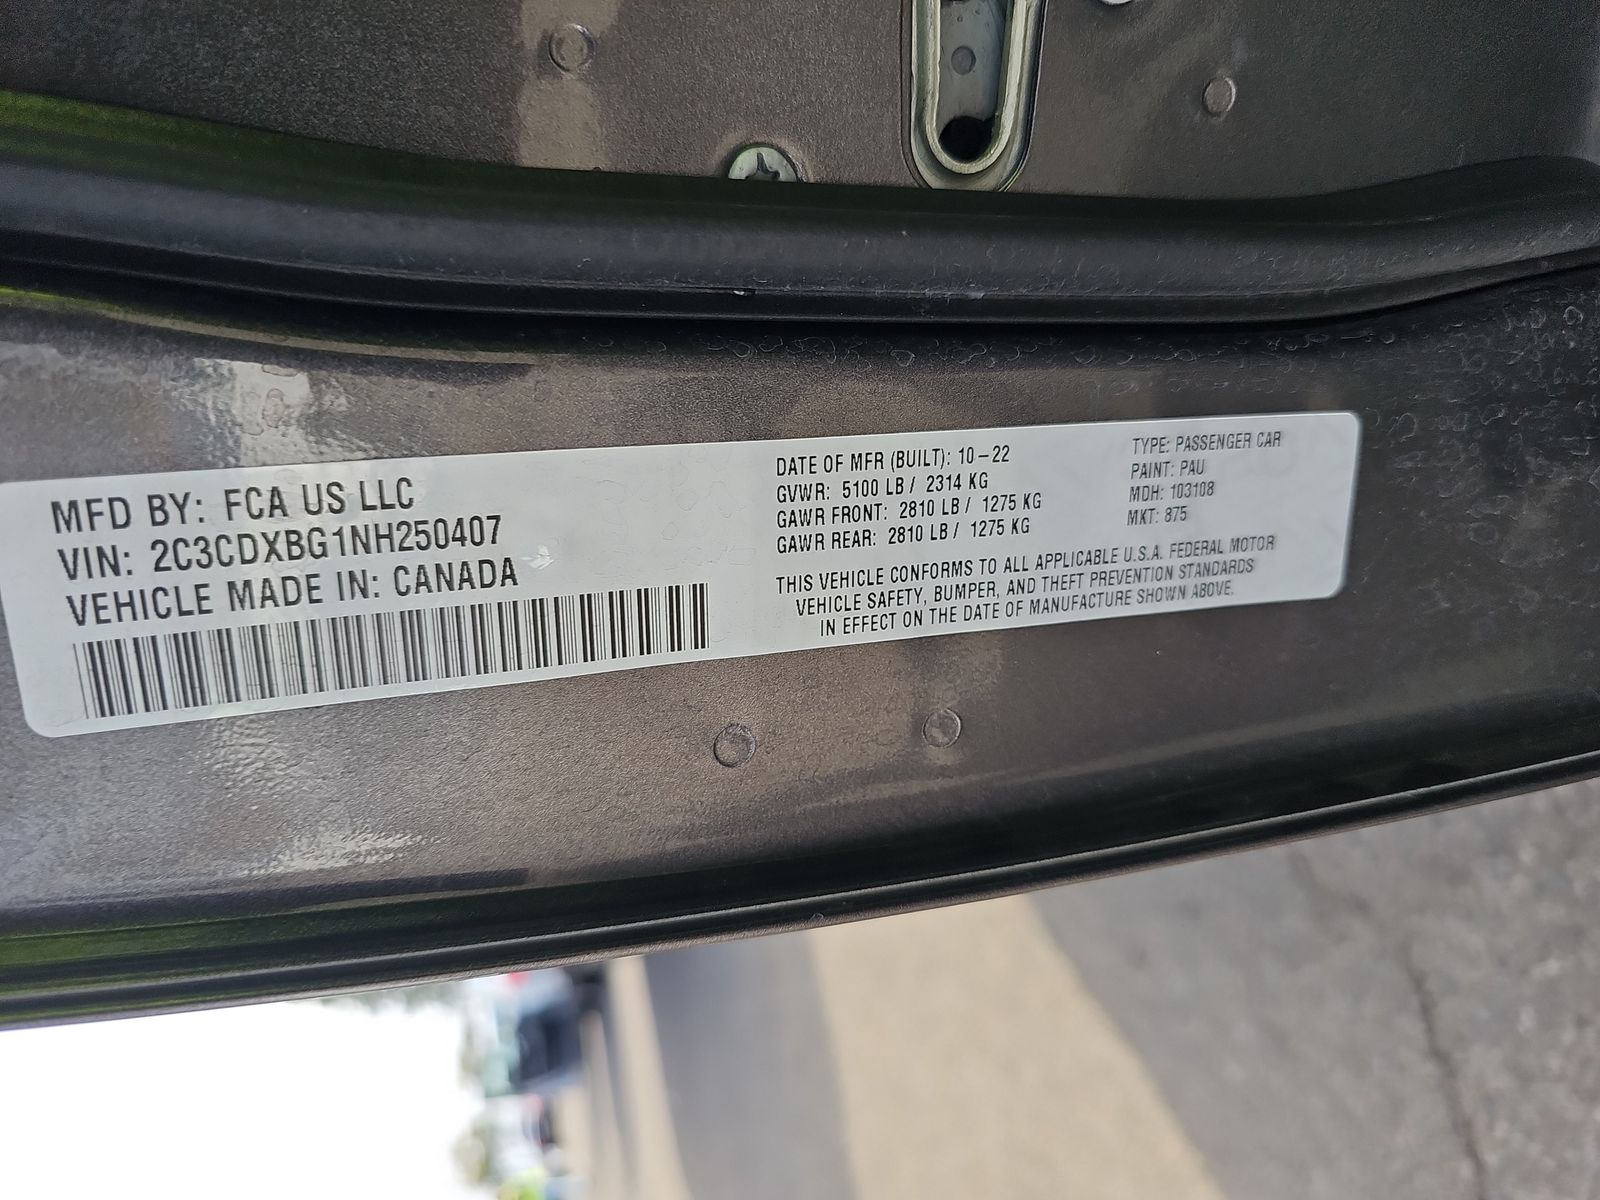 MFD BY: FCA US LLC
VIN: 2C3CDXBG1NH250407
VEHICLE MADE IN: CANADA
DATE OF MFR (BUILT): 10-22
GVWR: 5100 LB / 2314 KG
GAWR FRONT: 2810 LB / 1275 KG
GAWR REAR: 2810 LB / 1275 KG
TYPE: PASSENGER CAR
PAINT: PAU
MDH: 103108
MKT: 875
THIS VEHICLE CONFORMS TO ALL APPLICABLE U.S.A. FEDERAL MOTOR
VEHICLE SAFETY, BUMPER, AND THEFT PREVENTION STANDARDS
IN EFFECT ON THE DATE OF MANUFACTURE SHOWN ABOVE.